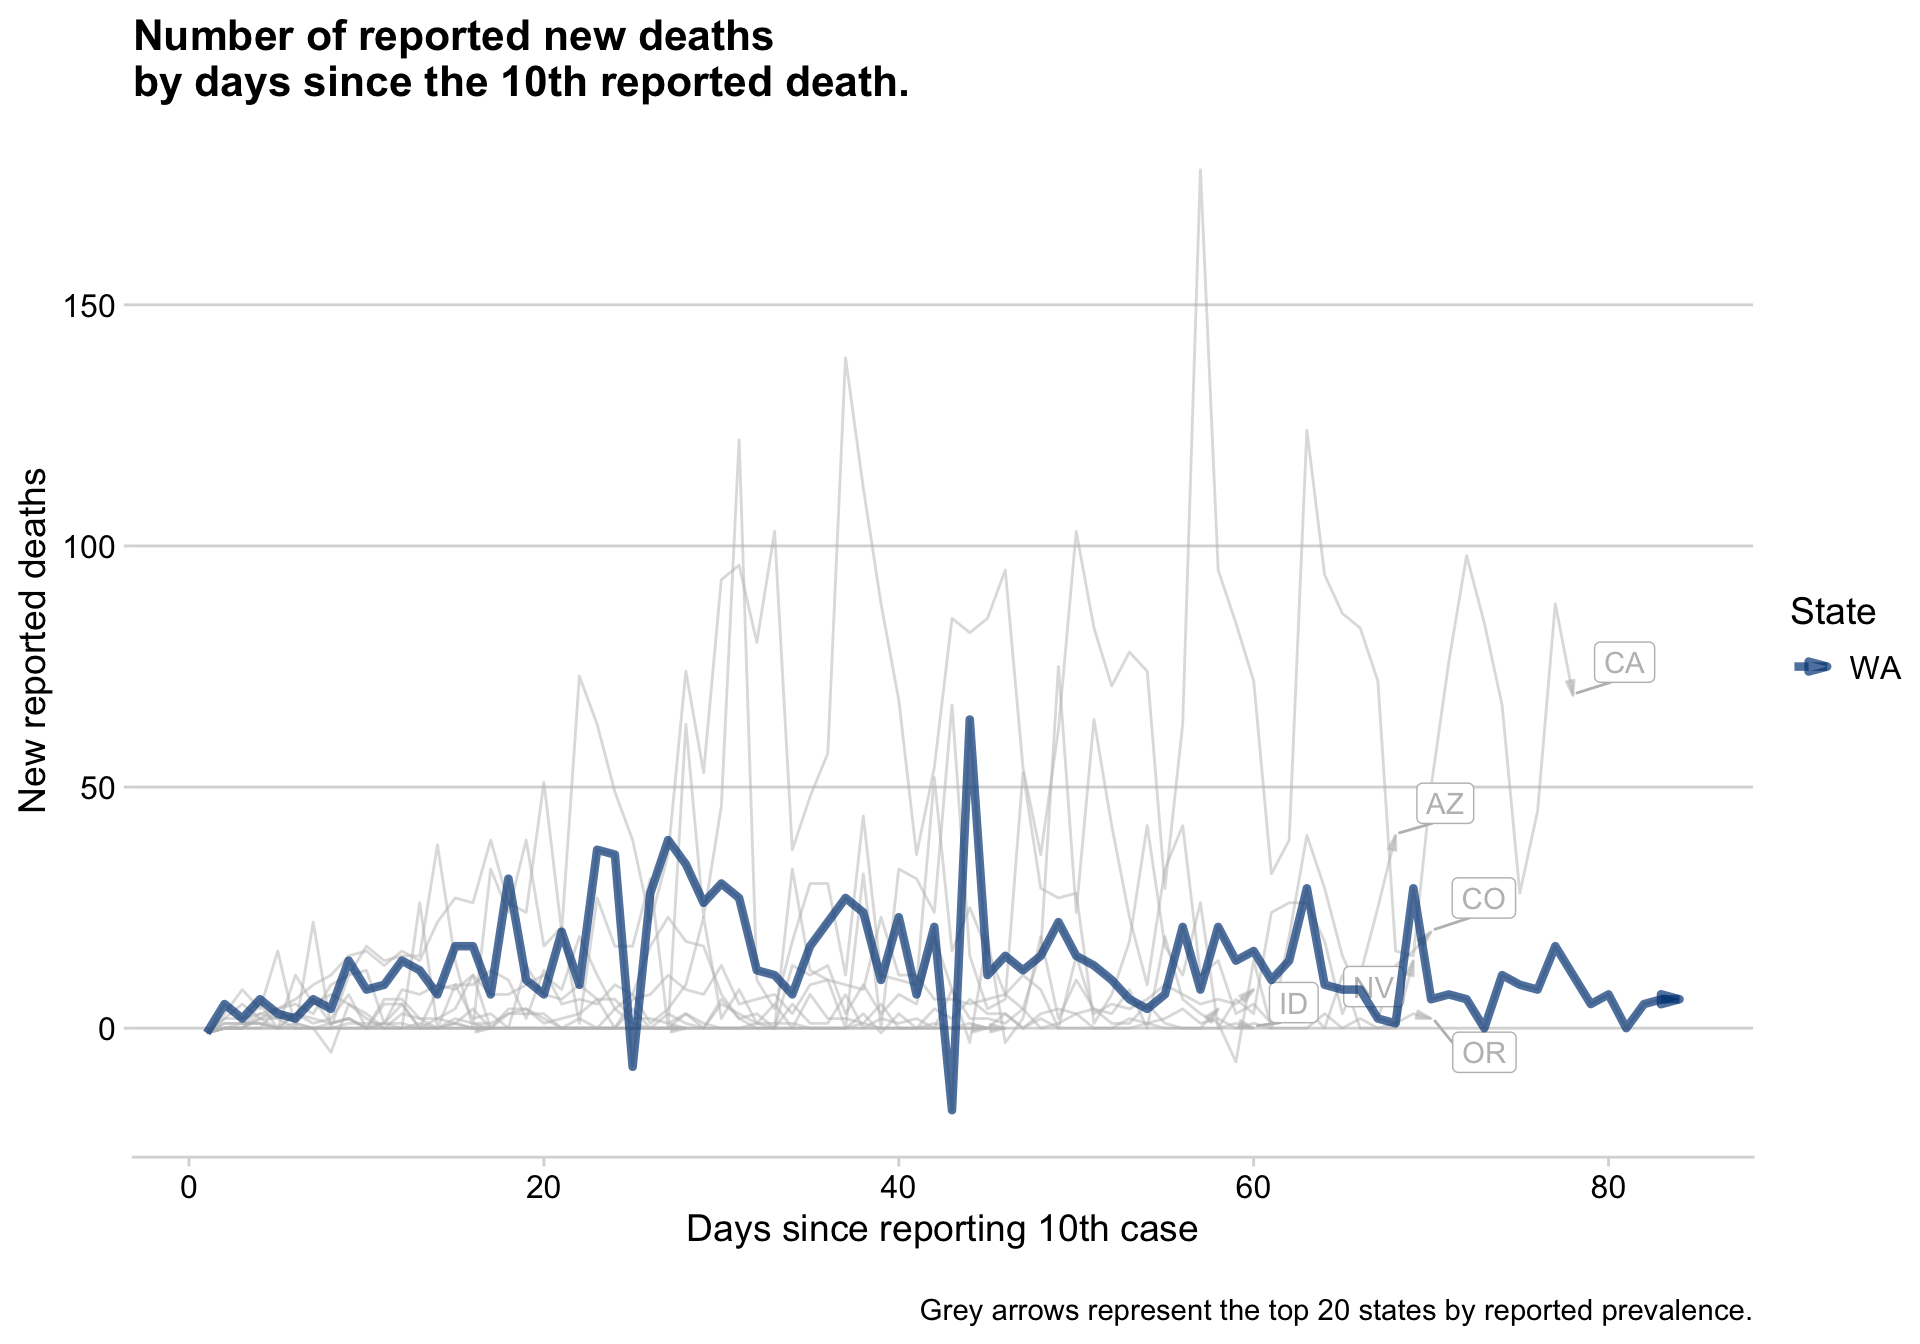 Number of reported new deaths
by days since the 10th reported death.
New reported deaths
150
100
50
0
CA
AZ
CO
NV
ID
OR
0
20
40
60
80
Days since reporting 10th case
State
WA
Grey arrows represent the top 20 states by reported prevalence.